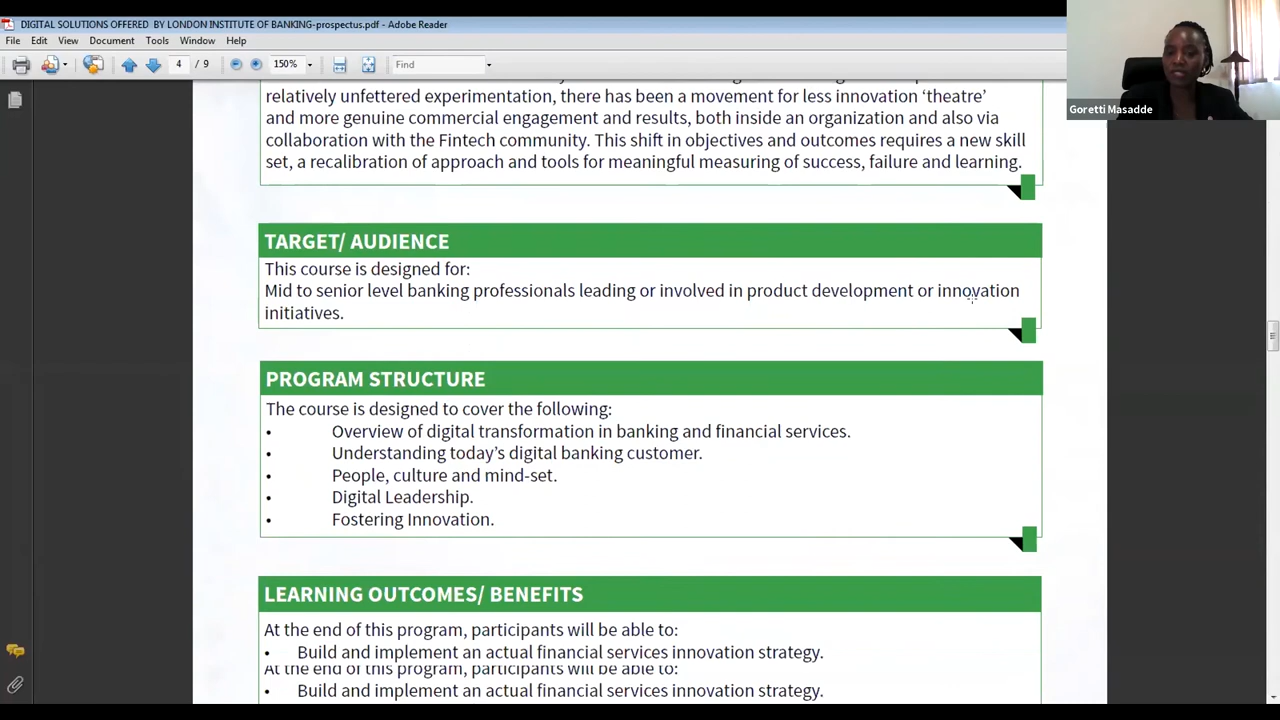 DIGITAL SOLUTIONS OFFERED BY LONDON INSTITUTE OF BANKING-prospectus.pdf - Adobe Reader
File Edit View Document Tools Window Help
4 / 9 150% Find
Goretti Masadde
relatively unfettered experimentation, there has been a movement for less innovation ‘theatre’
and more genuine commercial engagement and results, both inside an organization and also via
collaboration with the Fintech community. This shift in objectives and outcomes requires a new skill
set, a recalibration of approach and tools for meaningful measuring of success, failure and learning.
TARGET/ AUDIENCE
This course is designed for:
Mid to senior level banking professionals leading or involved in product development or innovation
initiatives.
PROGRAM STRUCTURE
The course is designed to cover the following:
• Overview of digital transformation in banking and financial services.
• Understanding today’s digital banking customer.
• People, culture and mind-set.
• Digital Leadership.
• Fostering Innovation.
LEARNING OUTCOMES/ BENEFITS
At the end of this program, participants will be able to:
• Build and implement an actual financial services innovation strategy.
At the end of this program, participants will be able to:
• Build and implement an actual financial services innovation strategy.